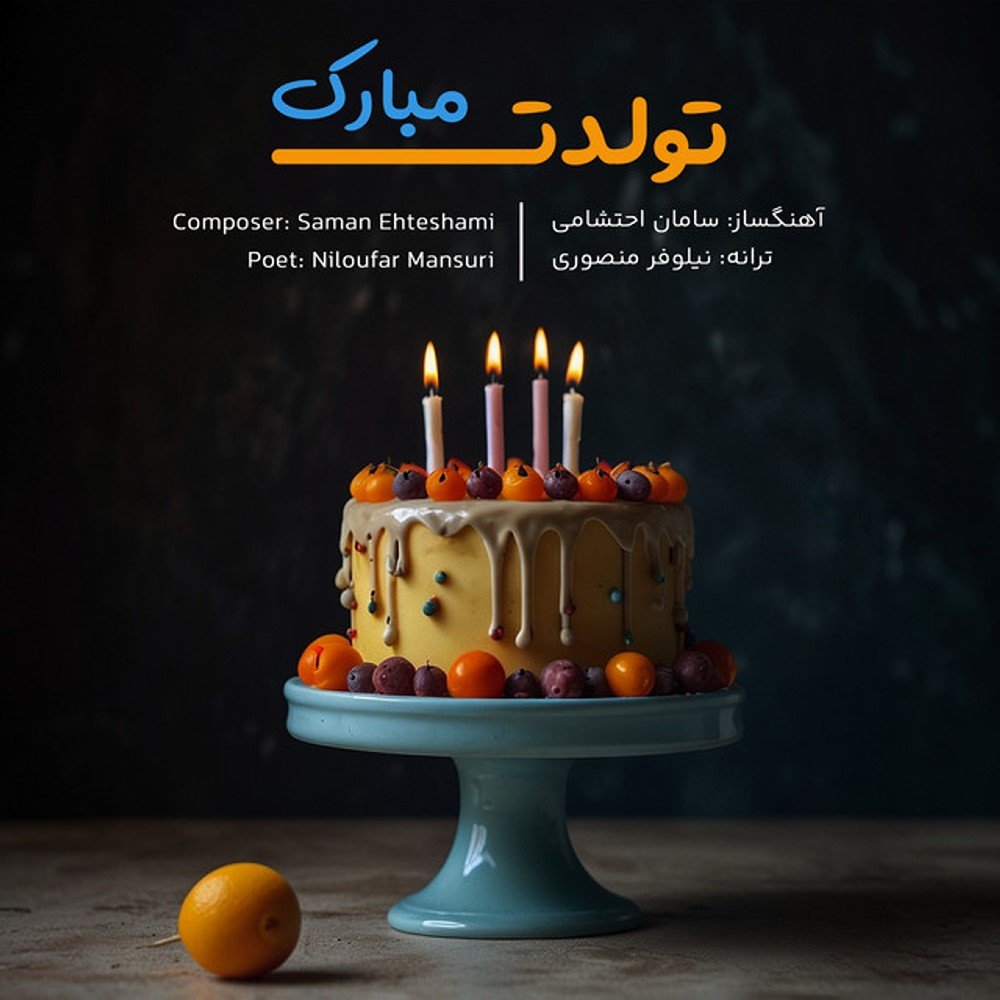 تولدت مبارک
آهنگساز: سامان احتشامی
ترانه: نیلوفر منصوری
Composer: Saman Ehteshami
Poet: Niloufar Mansuri